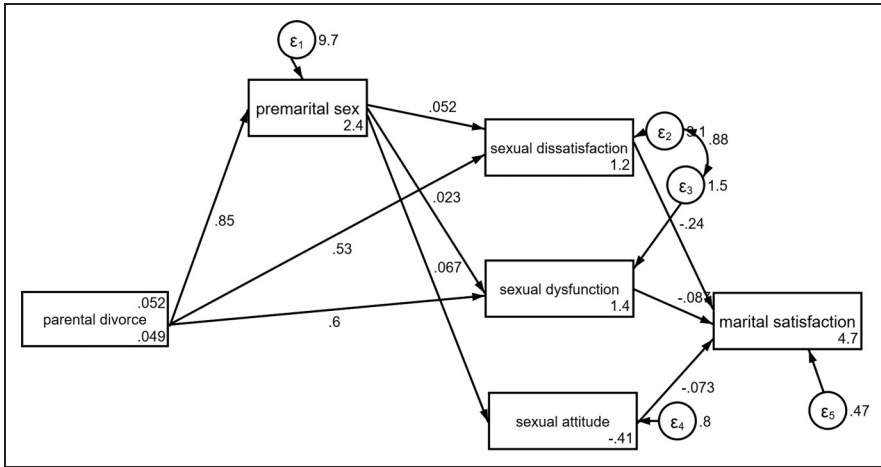 ε1 9.7
premarital sex
2.4
.052
sexual dissatisfaction
1.2
ε2 3.1
.88
ε3 1.5
.85
.53
.023
-.24
.067
parental divorce
.052
.049
.6
sexual dysfunction
1.4
-.087
marital satisfaction
4.7
-.073
sexual attitude
-.41
ε4 .8
ε5 .47